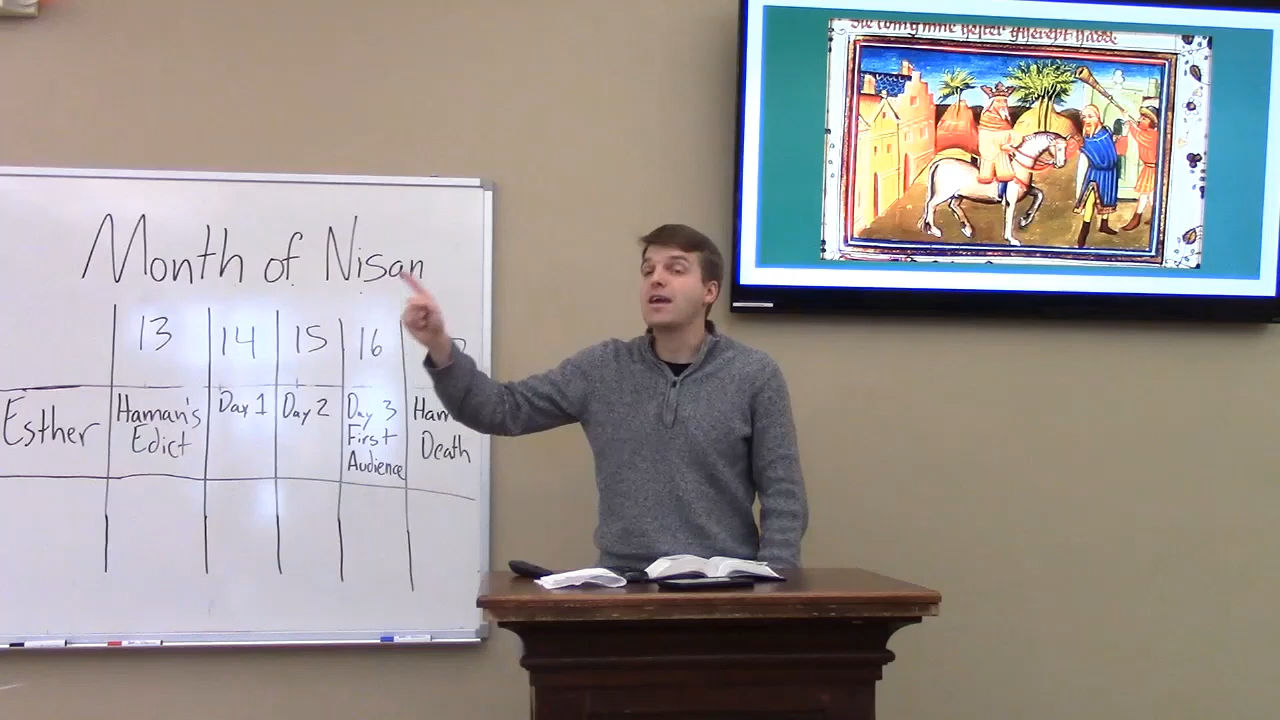 Month of Nisan
13 14 15 16
Esther
Haman's
Edict
Day 1
Day 2
Day 3
First
Audience
Death